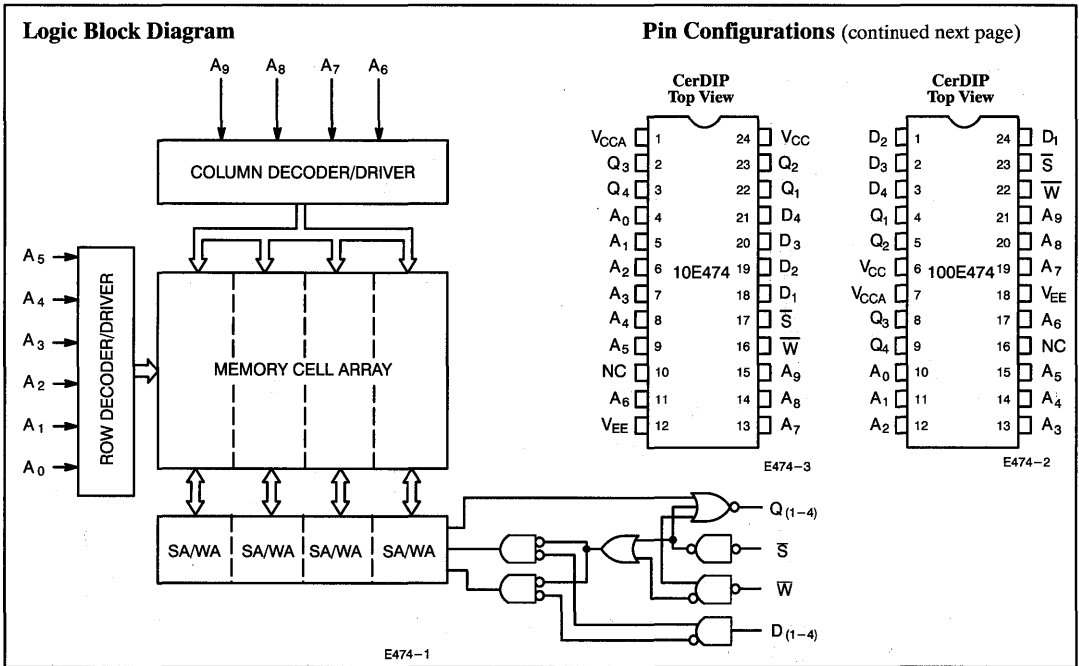 Logic Block Diagram
Pin Configurations (continued next page)
A9 A8 A7 A6
COLUMN DECODER/DRIVER
A5
A4
A3
A2
A1
A0
ROW DECODER/DRIVER
MEMORY CELL ARRAY
SA/WA SA/WA SA/WA SA/WA
Q(1–4)
S̅
W̅
D(1–4)
E474–1
CerDIP
Top View
VCCA 1 24 VCC
Q3 2 23 Q2
Q4 3 22 Q1
A0 4 21 D4
A1 5 20 D3
A2 6 10E474 19 D2
A3 7 18 D1
A4 8 17 S̅
A5 9 16 W̅
NC 10 15 A9
A6 11 14 A8
VEE 12 13 A7
E474–3
CerDIP
Top View
D2 1 24 D1
D3 2 23 S̅
D4 3 22 W̅
Q1 4 21 A9
Q2 5 20 A8
VCC 6 100E474 19 A7
VCCA 7 18 VEE
Q3 8 17 A6
Q4 9 16 NC
A0 10 15 A5
A1 11 14 A4
A2 12 13 A3
E474–2